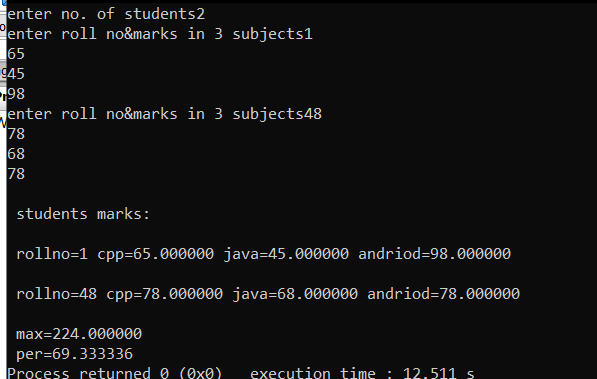 enter no. of students2
enter roll no&marks in 3 subjects1
65
45
98
enter roll no&marks in 3 subjects48
78
68
78
students marks:
rollno=1 cpp=65.000000 java=45.000000 andriod=98.000000
rollno=48 cpp=78.000000 java=68.000000 andriod=78.000000
max=224.000000
per=69.333336
Process returned 0 (0x0)   execution time : 12.511 s